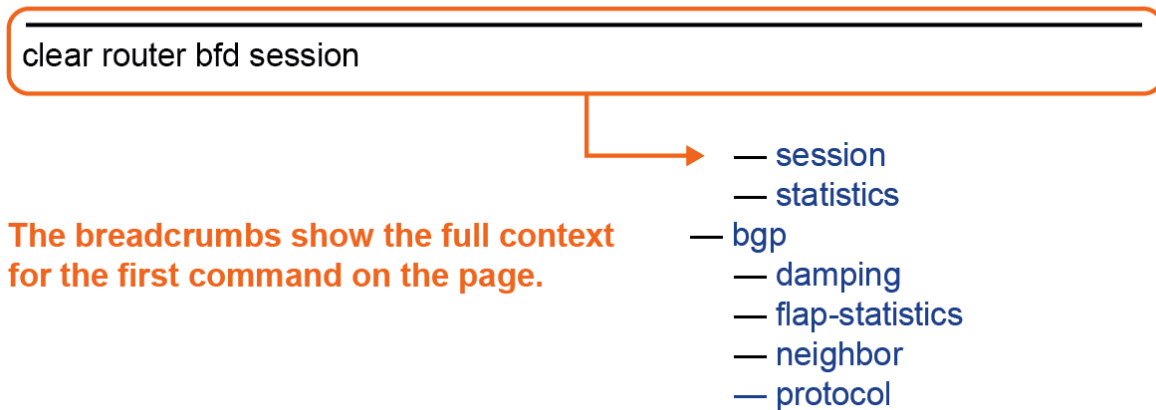 clear router bfd session
— session
— statistics
The breadcrumbs show the full context
for the first command on the page.
— bgp
— damping
— flap-statistics
— neighbor
— protocol